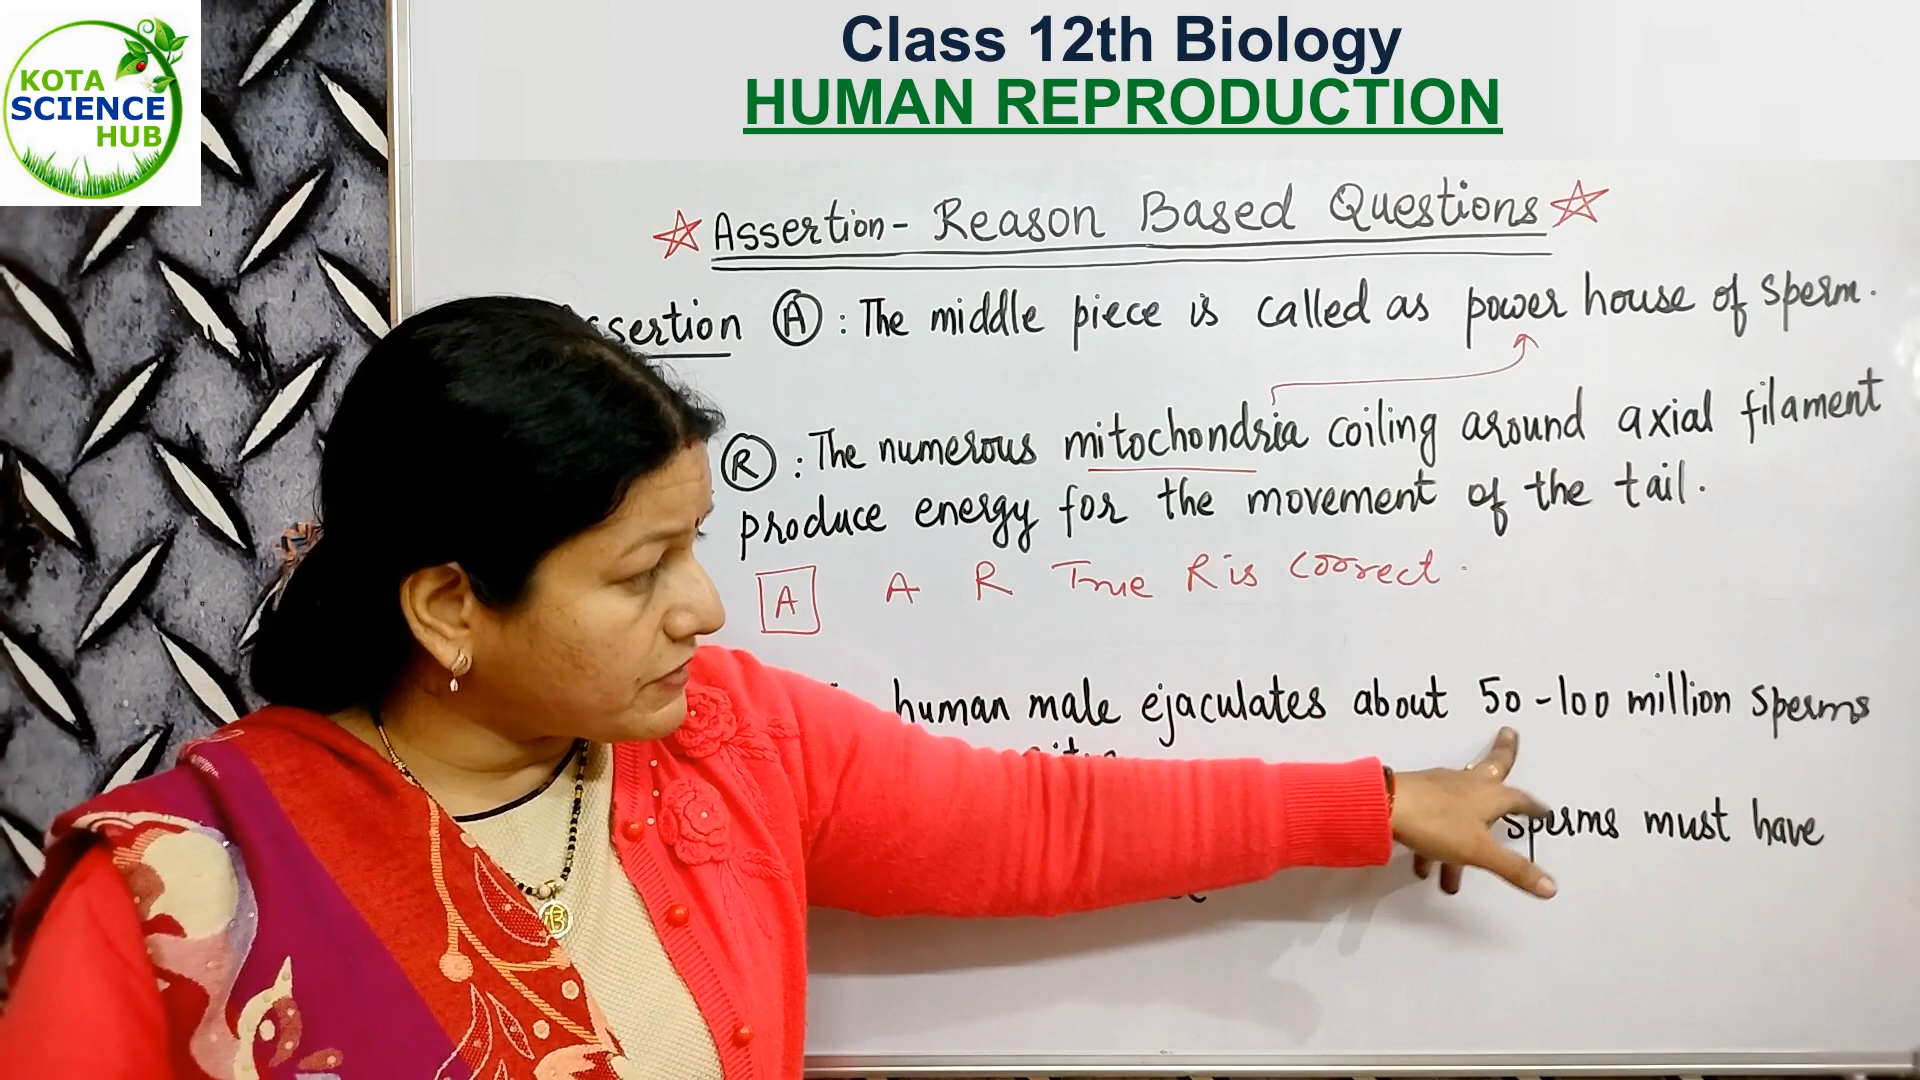 KOTA
SCIENCE
HUB
Class 12th Biology
HUMAN REPRODUCTION
Assertion - Reason Based Questions
Assertion A : The middle piece is called as power house of sperm.
R : The numerous mitochondria coiling around axial filament
produce energy for the movement of the tail.
A A R True R is correct.
human male ejaculates about 50-100 million sperms
sperms must have